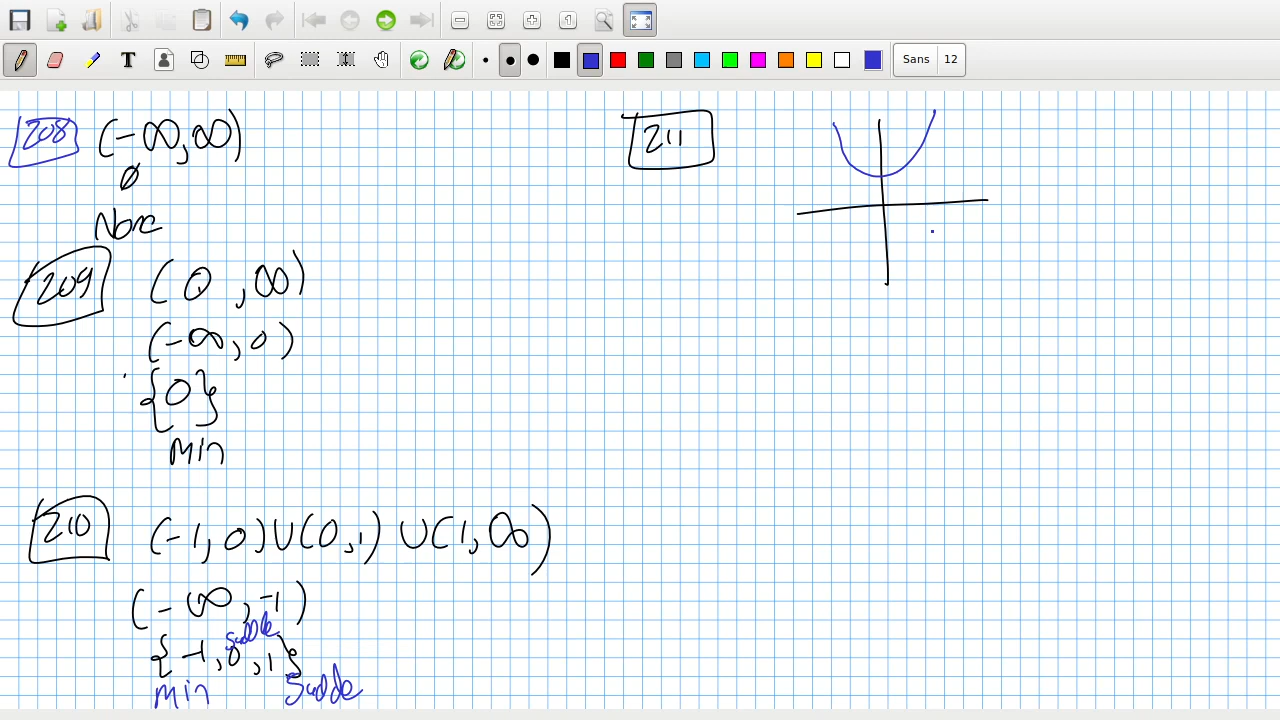 Sans 12
208 (-∞,∞)
∅
None
209 (0,∞)
(-∞,0)
{0}
Min
210 (-1,0)∪(0,1)∪(1,∞)
(-∞,-1)
saddle
{-1,0,1}
Min Saddle
211